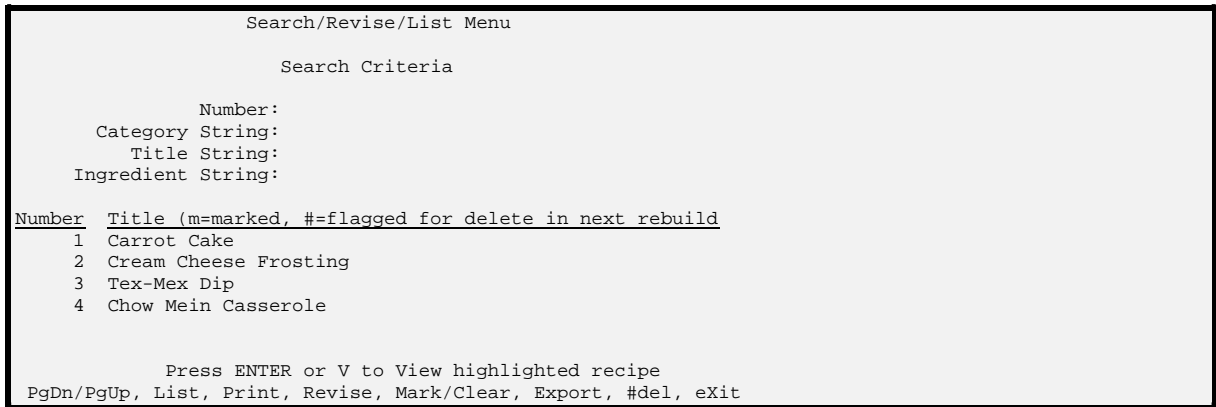 Search/Revise/List Menu
Search Criteria
Number:
Category String:
Title String:
Ingredient String:
Number Title (m=marked, #=flagged for delete in next rebuild
1 Carrot Cake
2 Cream Cheese Frosting
3 Tex-Mex Dip
4 Chow Mein Casserole
Press ENTER or V to View highlighted recipe
PgDn/PgUp, List, Print, Revise, Mark/Clear, Export, #del, eXit